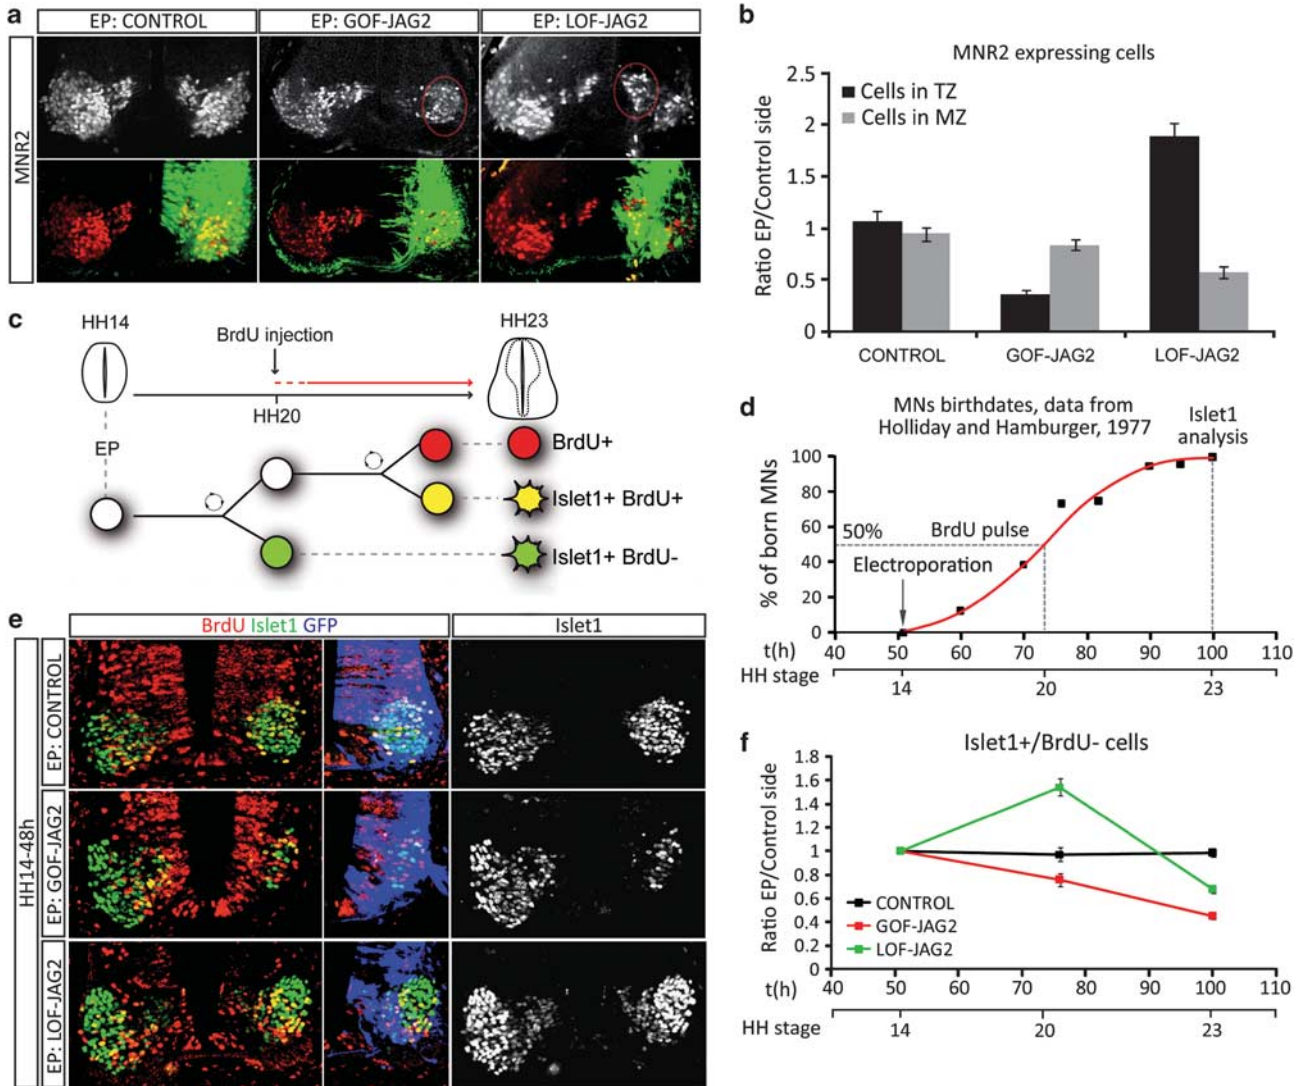 a
EP: CONTROL
EP: GOF-JAG2
EP: LOF-JAG2
MNR2
b
MNR2 expressing cells
Cells in TZ
Cells in MZ
Ratio EP/Control side
2.5
2
1.5
1
0.5
0
CONTROL
GOF-JAG2
LOF-JAG2
c
HH14
BrdU injection
HH23
HH20
EP
BrdU+
Islet1+ BrdU+
Islet1+ BrdU-
d
MNs birthdates, data from
Holliday and Hamburger, 1977
Islet1
analysis
% of born MNs
100
80
60
40
20
0
50%
BrdU pulse
Electroporation
40
50
60
70
80
90
100
110
t(h)
HH stage
14
20
23
e
BrdU Islet1 GFP
Islet1
HH14-48h
EP: CONTROL
EP: GOF-JAG2
EP: LOF-JAG2
f
Islet1+/BrdU- cells
Ratio EP/Control side
1.8
1.6
1.4
1.2
1
0.8
0.6
0.4
0.2
0
CONTROL
GOF-JAG2
LOF-JAG2
t(h)
40
50
60
70
80
90
100
110
HH stage
14
20
23